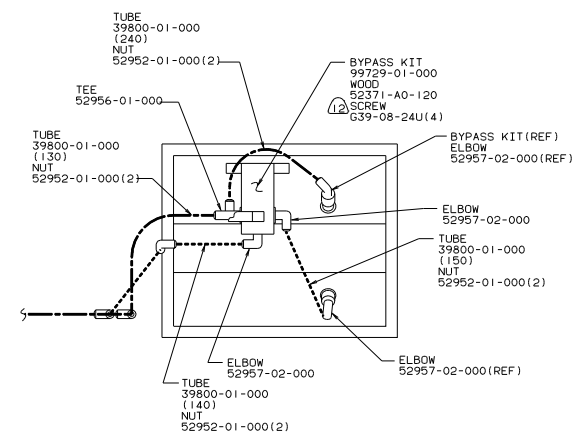 TUBE
39800-01-000
(240)
NUT
52952-01-000(2)
BYPASS KIT
99729-01-000
WOOD
52371-A0-120
12 SCREW
G39-08-24U(4)
TEE
52956-01-000
TUBE
39800-01-000
(130)
NUT
52952-01-000(2)
BYPASS KIT(REF)
ELBOW
52957-02-000(REF)
ELBOW
52957-02-000
TUBE
39800-01-000
(150)
NUT
52952-01-000(2)
ELBOW
52957-02-000
ELBOW
52957-02-000(REF)
TUBE
39800-01-000
(140)
NUT
52952-01-000(2)